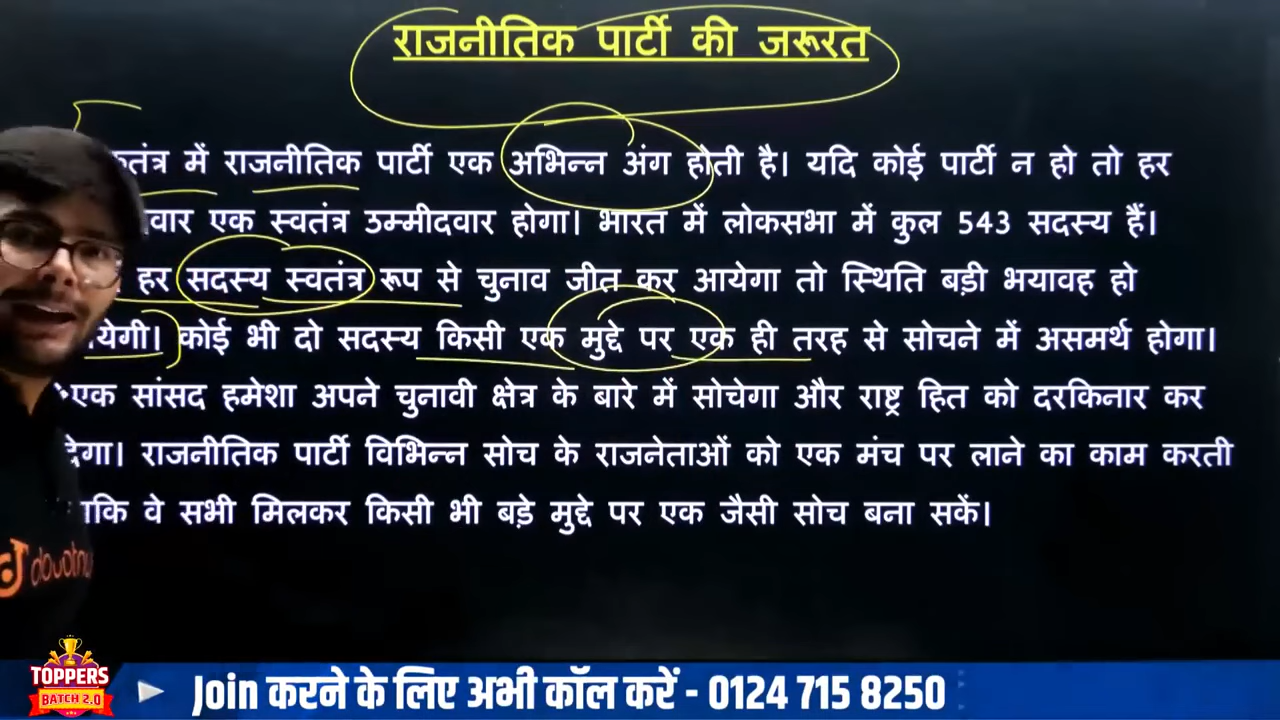 राजनीतिक पार्टी की जरूरत
में राजनीतिक पार्टी एक अभिन्न अंग होती है। यदि कोई पार्टी न हो तो हर
एक स्वतंत्र उम्मीदवार होगा। भारत में लोकसभा में कुल 543 सदस्य हैं।
हर सदस्य स्वतंत्र रूप से चुनाव जीत कर आयेगा तो स्थिति बड़ी भयावह हो
कोई भी दो सदस्य किसी एक मुद्दे पर एक ही तरह से सोचने में असमर्थ होगा।
एक सांसद हमेशा अपने चुनावी क्षेत्र के बारे में सोचेगा और राष्ट्र हित को दरकिनार कर
देगा। राजनीतिक पार्टी विभिन्न सोच के राजनेताओं को एक मंच पर लाने का काम करती
वे सभी मिलकर किसी भी बड़े मुद्दे पर एक जैसी सोच बना सकें।
TOPPERS
BATCH 2.0
Join करने के लिए अभी कॉल करें - 0124 715 8250